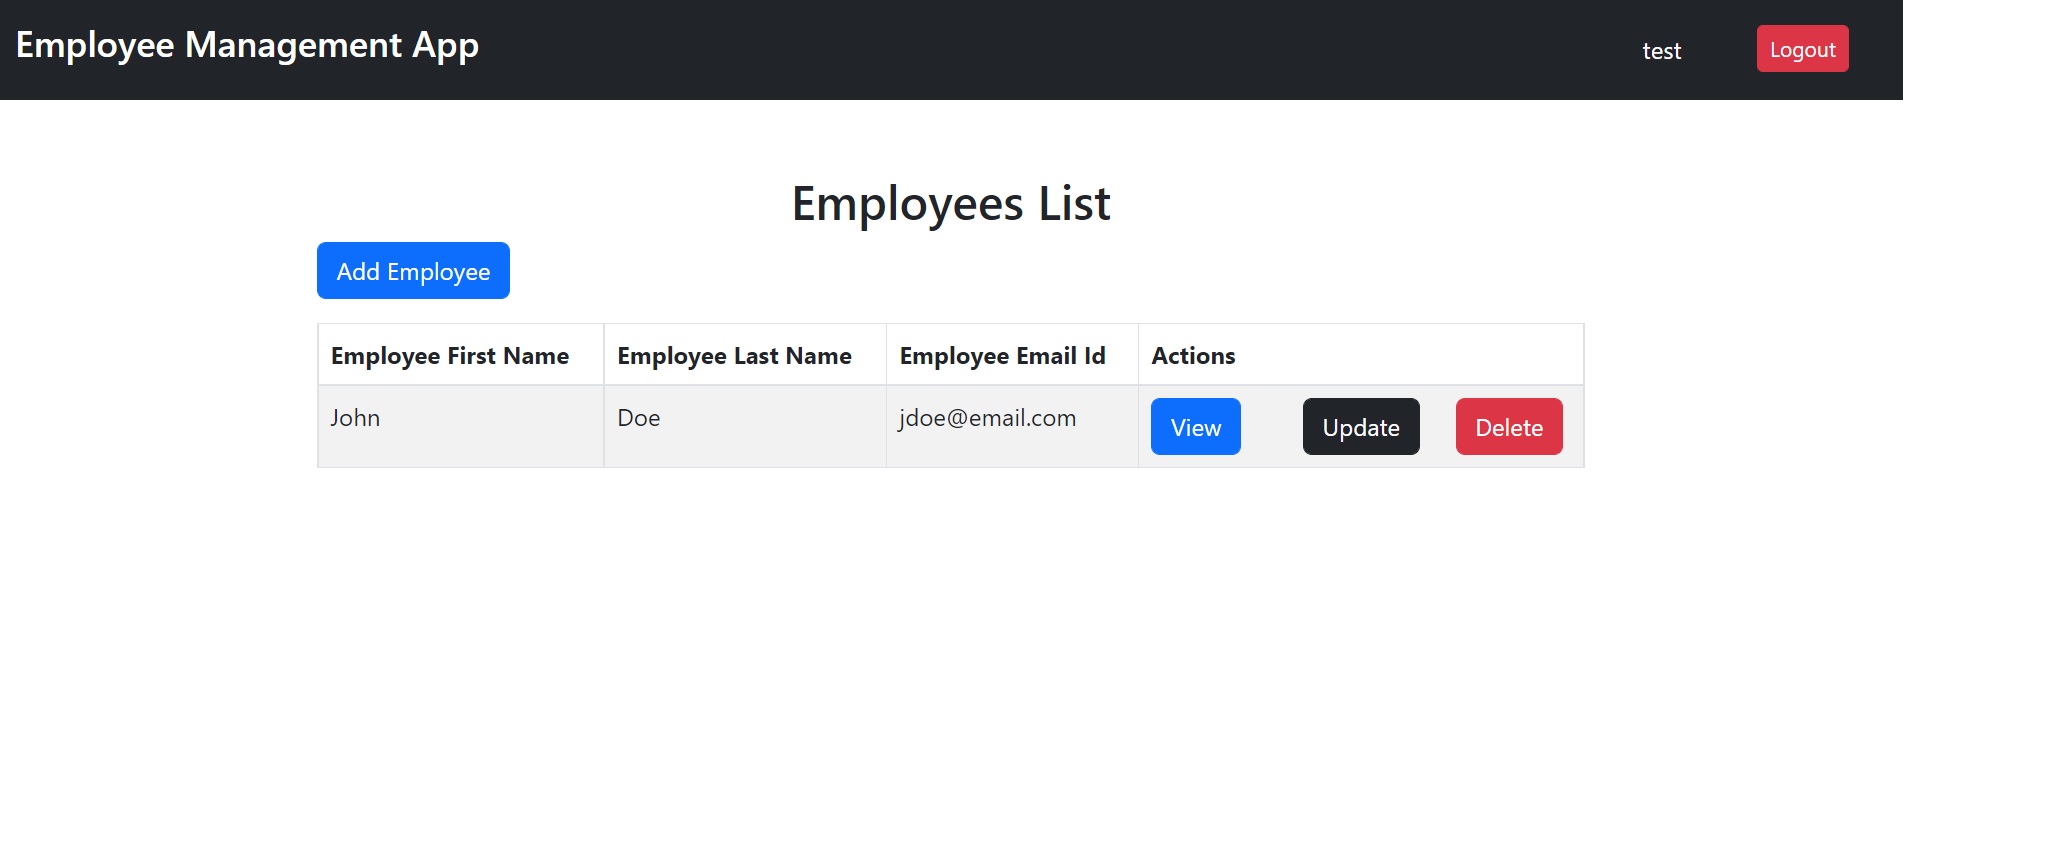 Employee Management App test Logout
Employees List
Add Employee
Employee First Name Employee Last Name Employee Email Id Actions
John Doe jdoe@email.com View Update Delete